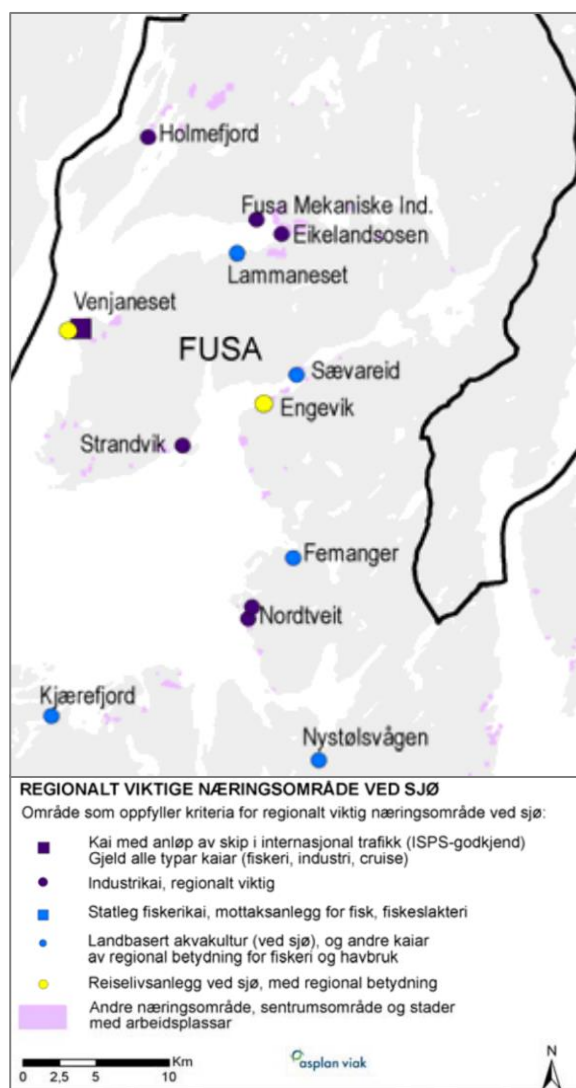 Holmefjord
Fusa Mekaniske Ind.
Eikelandsosen
Lammaneset
Venjaneset
FUSA
Sævareid
Engevik
Strandvik
Femanger
Nordtveit
Kjærefjord
Nystølsvågen
REGIONALT VIKTIGE NÆRINGSOMRÅDE VED SJØ
Område som oppfyller kriteria for regionalt viktig næringsområde ved sjø:
Kai med anløp av skip i internasjonal trafikk (ISPS-godkjend)
Gjeld alle typar kaiar (fiskeri, industri, cruise)
Industrikai, regionalt viktig
Statleg fiskerikai, mottaksanlegg for fisk, fiskeslakteri
Landbasert akvakultur (ved sjø), og andre kaiar
av regional betydning for fiskeri og havbruk
Reiselivsanlegg ved sjø, med regional betydning
Andre næringsområde, sentrumsområde og stader
med arbeidsplassar
Km
0 2,5 5 10
asplan viak
N